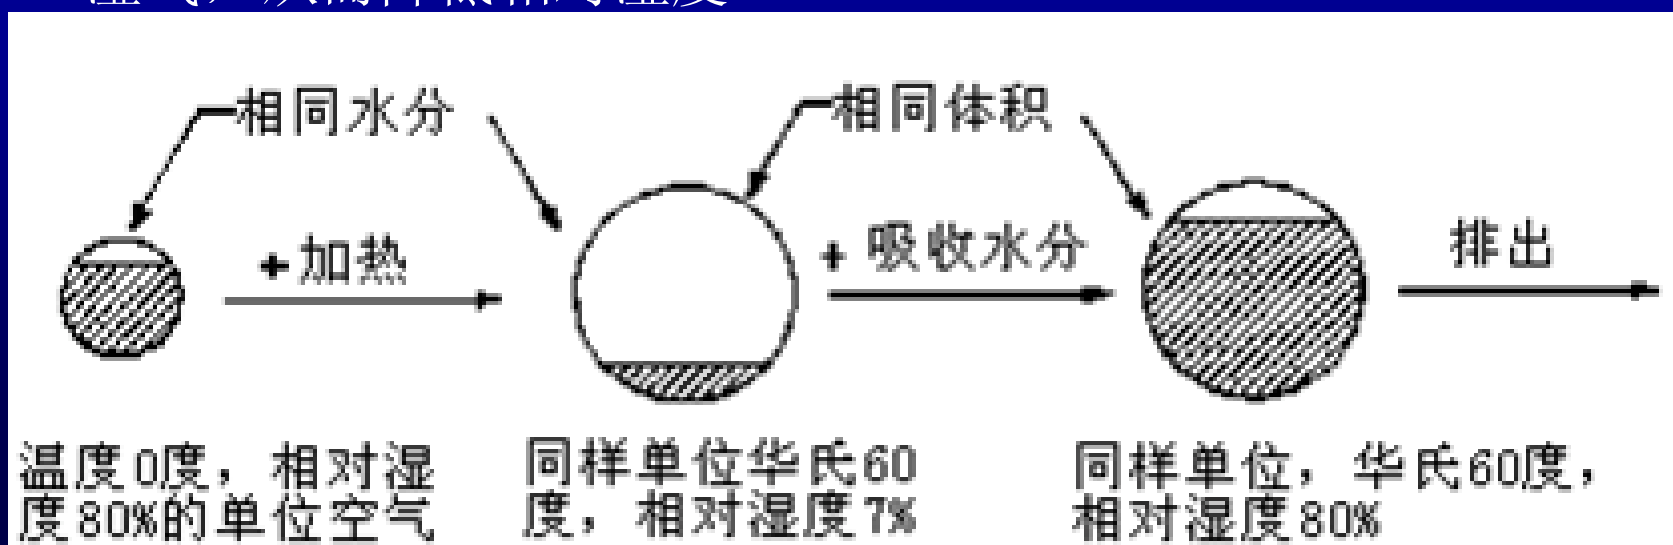 相同水分
相同体积
+加热
+ 吸收水分
排出
温度0度，相对湿
度80%的单位空气
同样单位华氏60
度，相对湿度7%
同样单位，华氏60度，
相对湿度80%